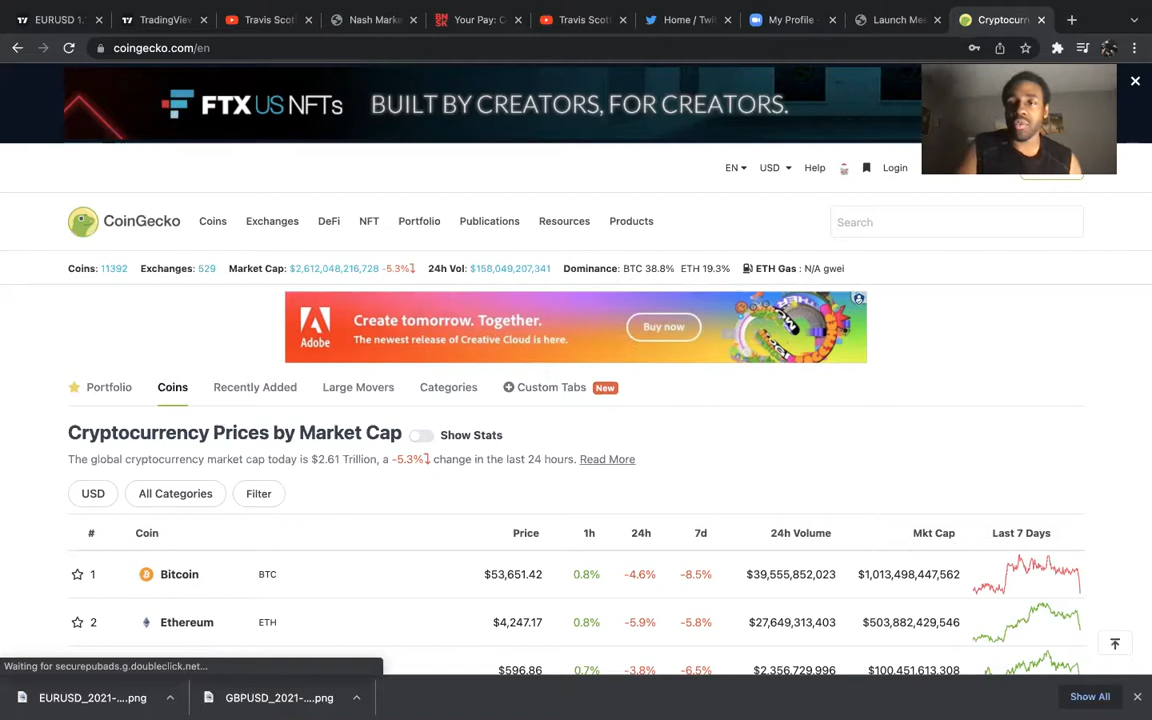 EURUSD 1.
TradingView
Travis Scot
Nash Marke
Your Pay: C
Travis Scot
Home / Twi
My Profile -
Launch Mee
Cryptocurr
coingecko.com/en
FTX US NFTs BUILT BY CREATORS, FOR CREATORS.
EN USD Help Login
CoinGecko Coins Exchanges DeFi NFT Portfolio Publications Resources Products Search
Coins: 11392 Exchanges: 529 Market Cap: $2,612,048,216,728 -5.3% 24h Vol: $158,049,207,341 Dominance: BTC 38.8% ETH 19.3% ETH Gas : N/A gwei
Adobe
Create tomorrow. Together.
The newest release of Creative Cloud is here.
Buy now
Portfolio Coins Recently Added Large Movers Categories Custom Tabs New
Cryptocurrency Prices by Market Cap Show Stats
The global cryptocurrency market cap today is $2.61 Trillion, a -5.3% change in the last 24 hours. Read More
USD All Categories Filter
# Coin Price 1h 24h 7d 24h Volume Mkt Cap Last 7 Days
1 Bitcoin BTC $53,651.42 0.8% -4.6% -8.5% $39,555,852,023 $1,013,498,447,562
2 Ethereum ETH $4,247.17 0.8% -5.9% -5.8% $27,649,313,403 $503,882,429,546
$596.86 0.7% -3.8% -6.5% $2,356,729,996 $100,451,613,308
Waiting for securepubads.g.doubleclick.net...
EURUSD_2021-....png GBPUSD_2021-....png Show All